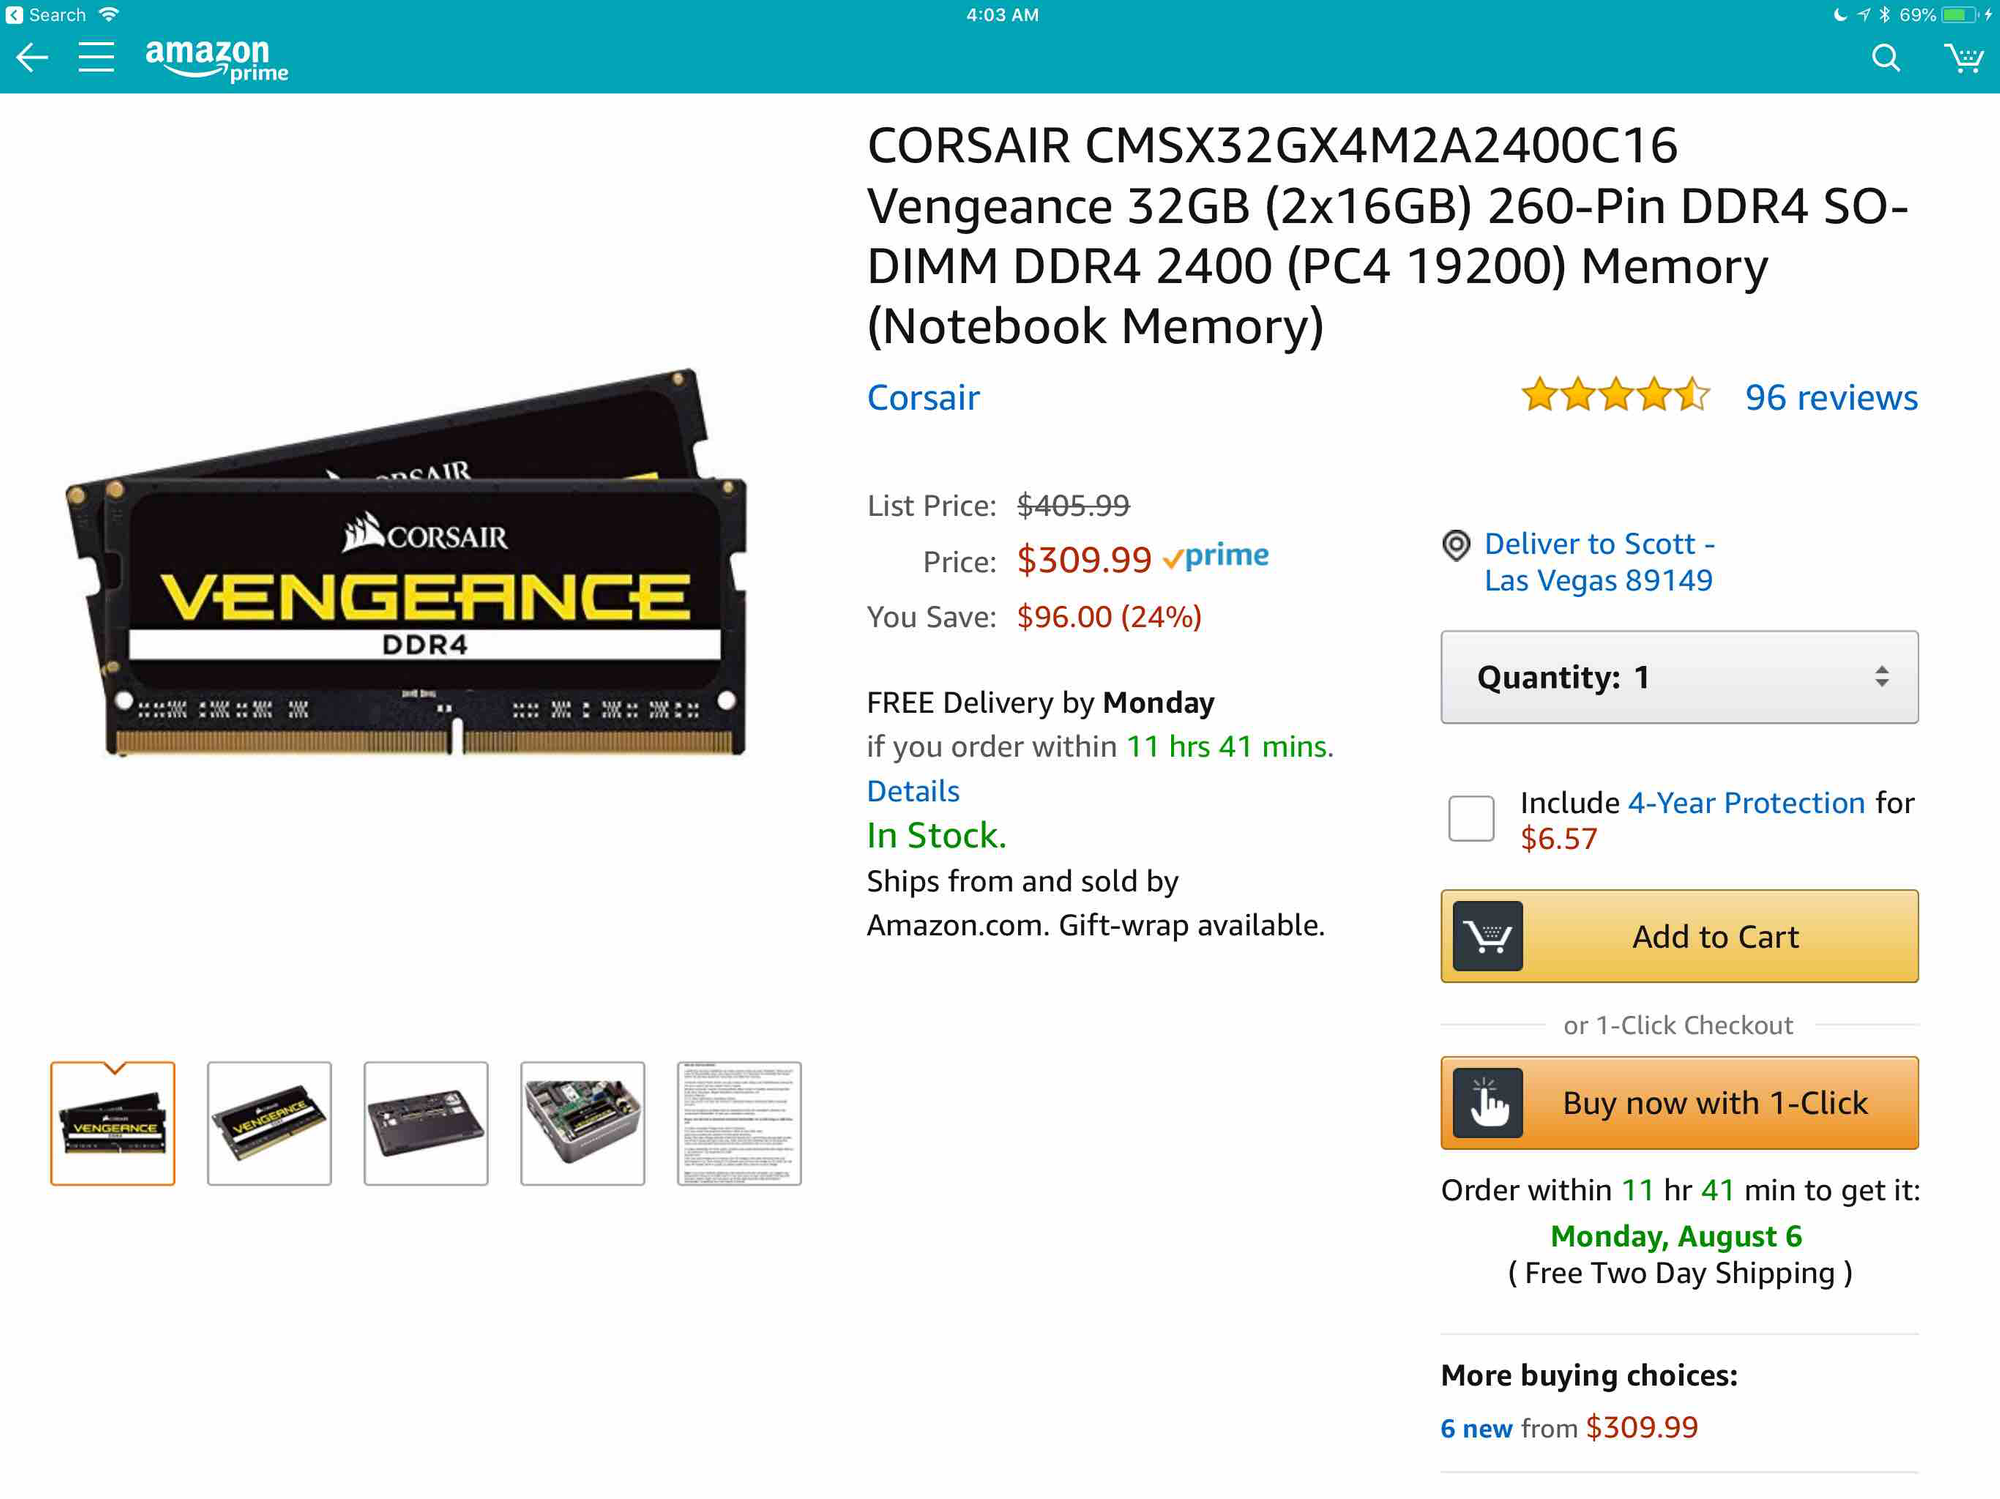 Search
4:03 AM
69%
amazon
prime
CORSAIR CMSX32GX4M2A2400C16
Vengeance 32GB (2x16GB) 260-Pin DDR4 SO-
DIMM DDR4 2400 (PC4 19200) Memory
(Notebook Memory)
Corsair
96 reviews
List Price: $405.99
Price: $309.99 prime
You Save: $96.00 (24%)
FREE Delivery by Monday
if you order within 11 hrs 41 mins.
Details
In Stock.
Ships from and sold by
Amazon.com. Gift-wrap available.
CORSAIR
CORSAIR
VENGEANCE
DDR4
VENGEANCE
VENGEANCE
Deliver to Scott -
Las Vegas 89149
Quantity: 1
Include 4-Year Protection for
$6.57
Add to Cart
or 1-Click Checkout
Buy now with 1-Click
Order within 11 hr 41 min to get it:
Monday, August 6
( Free Two Day Shipping )
More buying choices:
6 new from $309.99